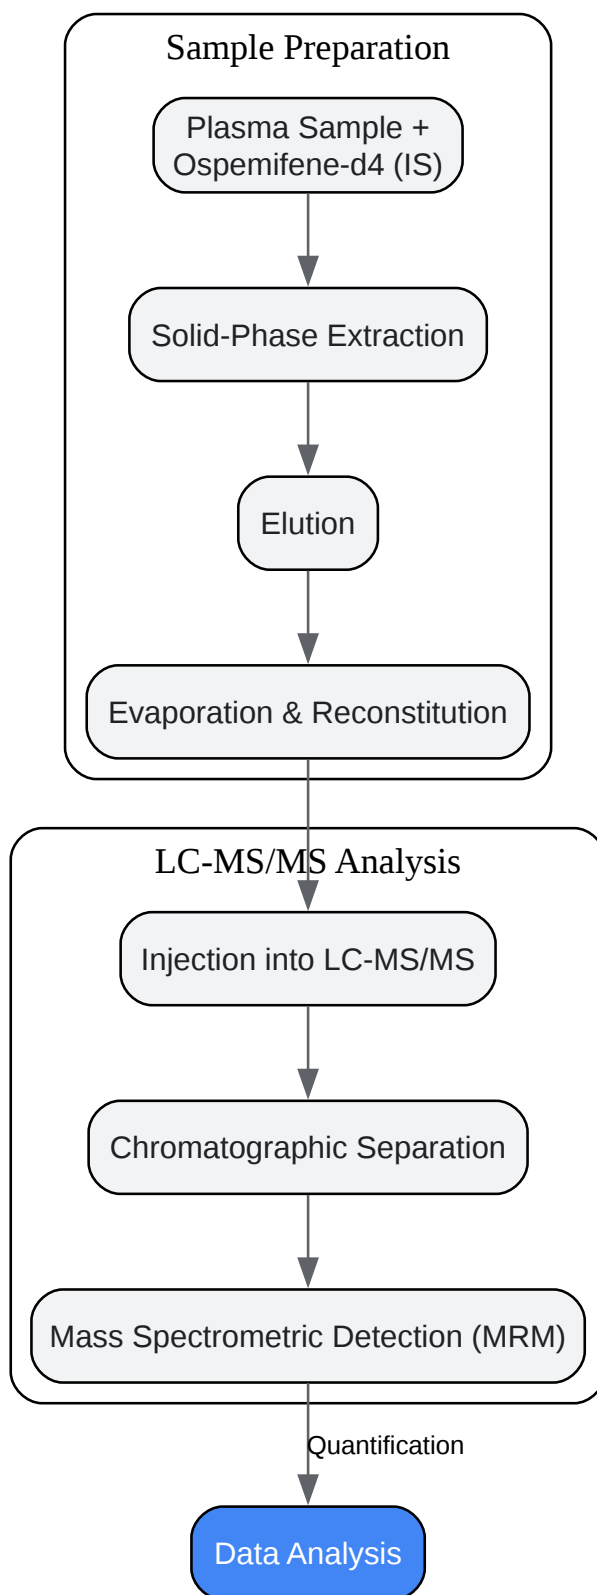 Sample Preparation
Plasma Sample +
Ospemifene-d4 (IS)
Solid-Phase Extraction
Elution
Evaporation & Reconstitution
LC-MS/MS Analysis
Injection into LC-MS/MS
Chromatographic Separation
Mass Spectrometric Detection (MRM)
Quantification
Data Analysis